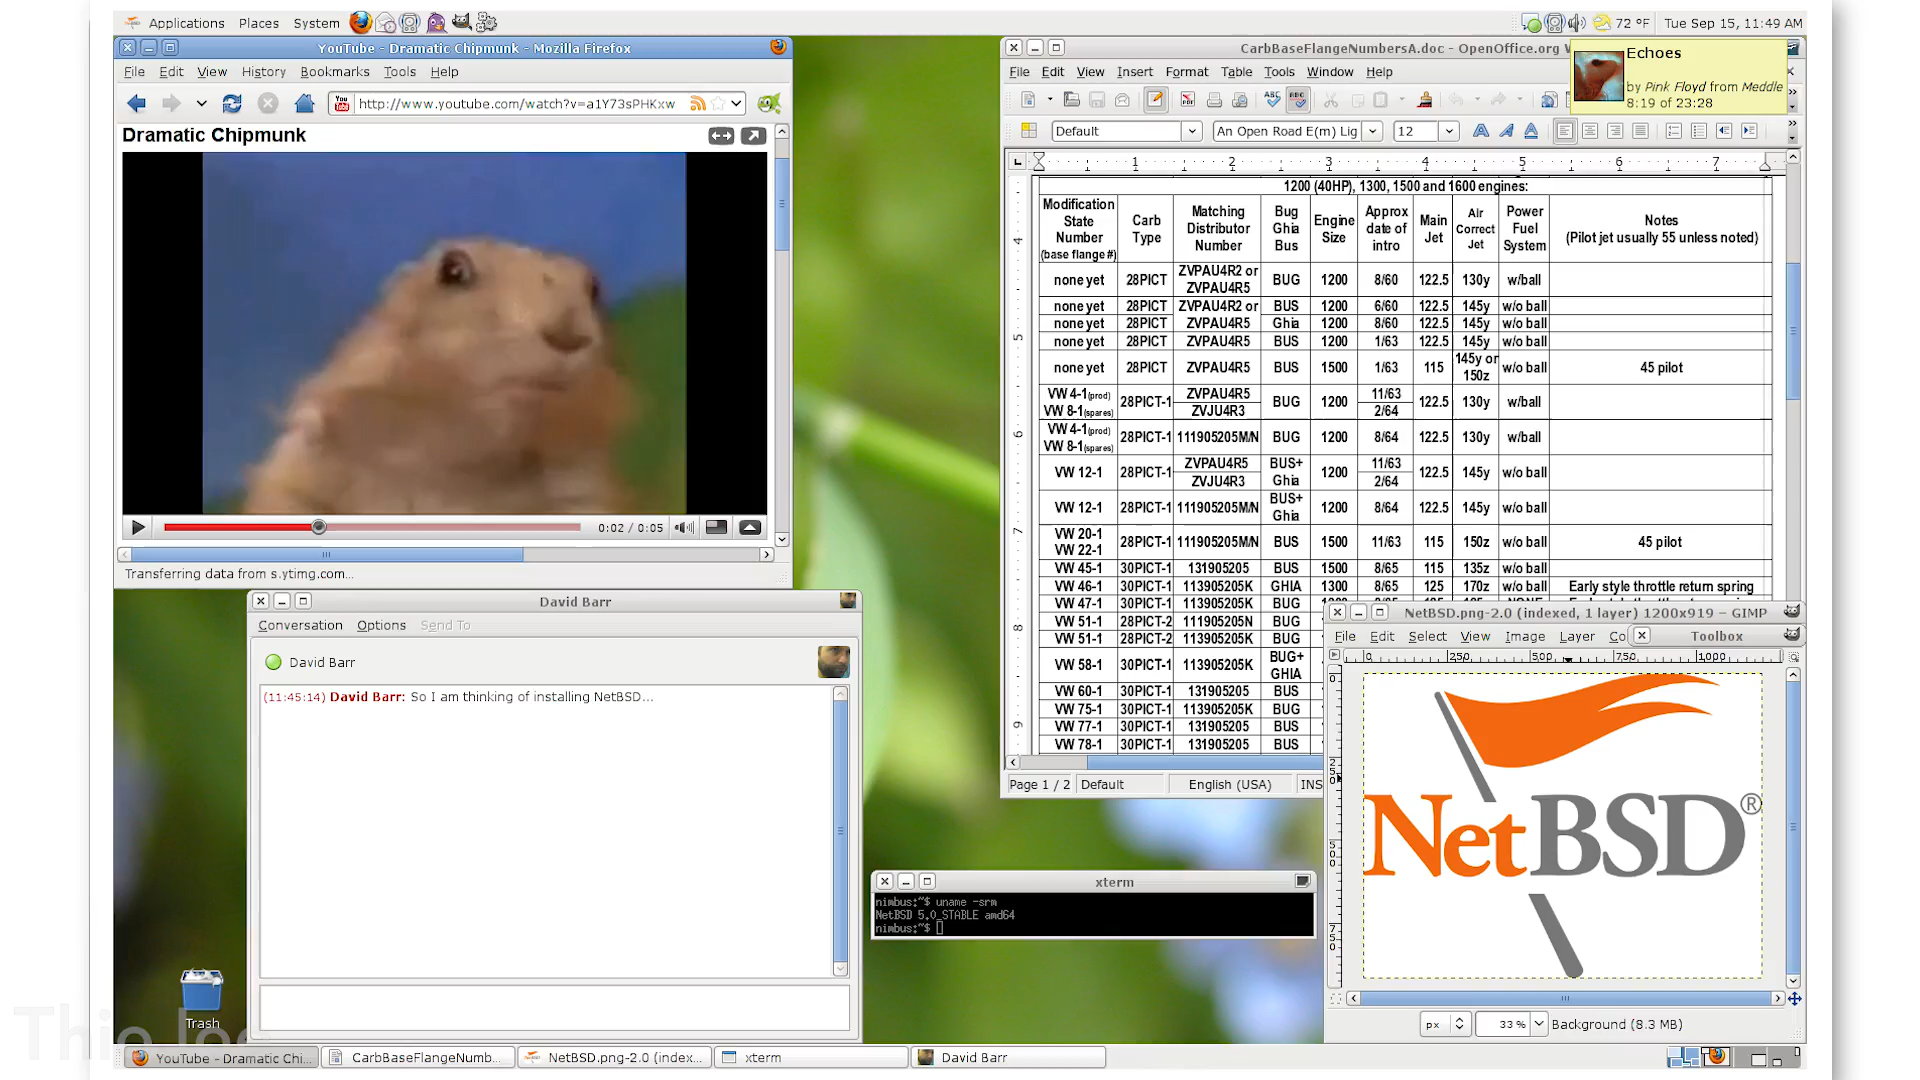 Applications Places System
72 °F Tue Sep 15, 11:49 AM
YouTube - Dramatic Chipmunk - Mozilla Firefox
File Edit View History Bookmarks Tools Help
http://www.youtube.com/watch?v=a1Y73sPHKxw
Dramatic Chipmunk
0:02 / 0:05
Transferring data from s.ytimg.com...
CarbBaseFlangeNumbersA.doc - OpenOffice.org
File Edit View Insert Format Table Tools Window Help
Echoes
by Pink Floyd from Meddle
8:19 of 23:28
Default An Open Road E(m) Lig 12
1 2 3 4 5 6 7
1200 (40HP), 1300, 1500 and 1600 engines:
Modification State Number (base flange #) Carb Type Matching Distributor Number Bug Ghia Bus Engine Size Approx date of intro Main Jet Air Correct Jet Power Fuel System Notes (Pilot jet usually 55 unless noted)
none yet 28PICT ZVPAU4R2 or ZVPAU4R5 BUG 1200 8/60 122.5 130y w/ball
none yet 28PICT ZVPAU4R2 or BUS 1200 6/60 122.5 145y w/o ball
none yet 28PICT ZVPAU4R5 Ghia 1200 8/60 122.5 145y w/o ball
none yet 28PICT ZVPAU4R5 BUS 1200 1/63 122.5 145y w/o ball
none yet 28PICT ZVPAU4R5 BUS 1500 1/63 115 145y or 150z w/o ball 45 pilot
VW 4-1(prod) VW 8-1(spares) 28PICT-1 ZVPAU4R5 ZVJU4R3 BUG 1200 11/63 2/64 122.5 130y w/ball
VW 4-1(prod) VW 8-1(spares) 28PICT-1 111905205M/N BUG 1200 8/64 122.5 130y w/ball
VW 12-1 28PICT-1 ZVPAU4R5 ZVJU4R3 BUS+ Ghia 1200 11/63 2/64 122.5 145y w/o ball
VW 12-1 28PICT-1 111905205M/N BUS+ Ghia 1200 8/64 122.5 145y w/o ball
VW 20-1 VW 22-1 28PICT-1 111905205M/N BUS 1500 11/63 115 150z w/o ball 45 pilot
VW 45-1 30PICT-1 131905205 BUS 1500 8/65 115 135z w/o ball
VW 46-1 30PICT-1 113905205K GHIA 1300 8/65 125 170z w/o ball Early style throttle return spring
VW 47-1 30PICT-1 113905205K BUG
VW 51-1 28PICT-2 111905205N BUG
VW 51-1 28PICT-2 113905205K BUG
VW 58-1 30PICT-1 113905205K BUG+ GHIA
VW 60-1 30PICT-1 131905205 BUS
VW 75-1 30PICT-1 113905205K BUG
VW 77-1 30PICT-1 131905205 BUS
VW 78-1 30PICT-1 131905205 BUS
Page 1 / 2 Default English (USA) INS
David Barr
Conversation Options Send To
David Barr
(11:45:14) David Barr: So I am thinking of installing NetBSD...
xterm
nimbus:~$ uname -srm
NetBSD 5.0_STABLE amd64
nimbus:~$
NetBSD.png-2.0 (indexed, 1 layer) 1200x919 – GIMP
File Edit Select View Image Layer Co Toolbox
0 250 500 750 1000
NetBSD®
px 33 % Background (8.3 MB)
Trash
Thio Joe
YouTube - Dramatic Chi... CarbBaseFlangeNumb... NetBSD.png-2.0 (index... xterm David Barr